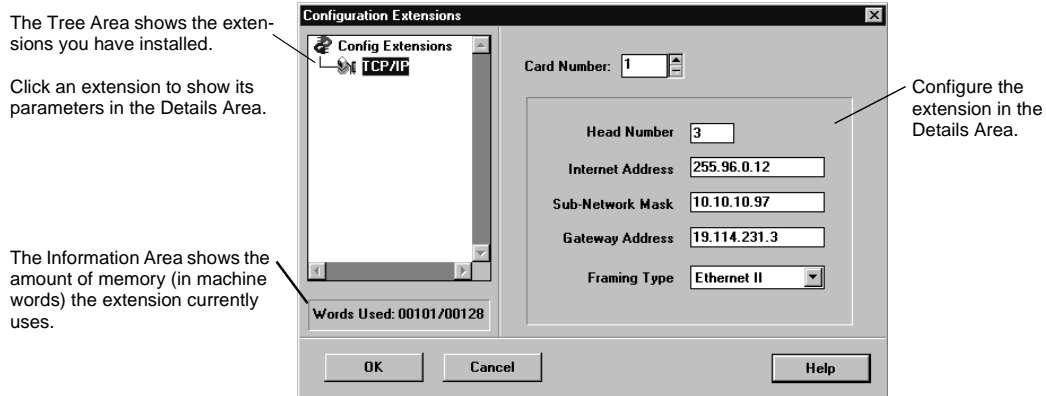 The Tree Area shows the exten-
sions you have installed.
Click an extension to show its
parameters in the Details Area.
The Information Area shows the
amount of memory (in machine
words) the extension currently
uses.
Configuration Extensions
Config Extensions
TCP/IP
Words Used: 00101/00128
Card Number: 1
Head Number 3
Internet Address 255.96.0.12
Sub-Network Mask 10.10.10.97
Gateway Address 19.114.231.3
Framing Type Ethernet II
OK Cancel Help
Configure the
extension in the
Details Area.